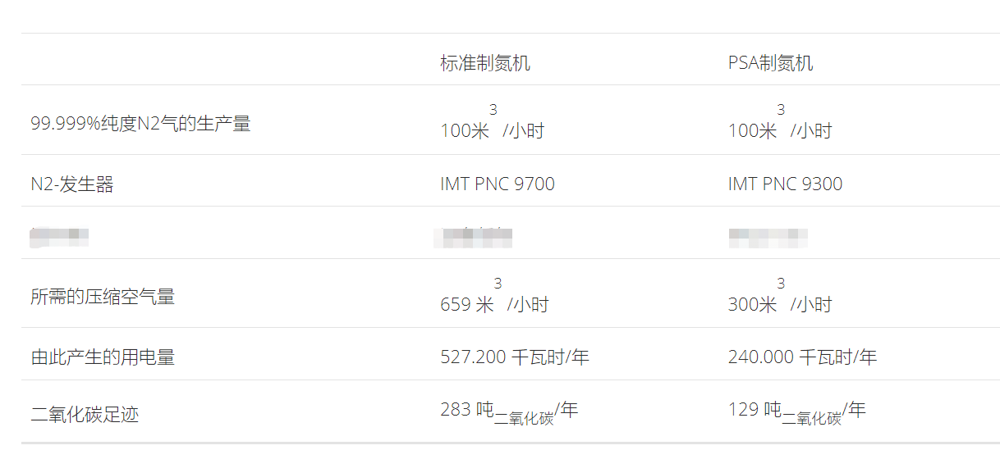 标准制氮机 PSA制氮机
99.999%纯度N2气的生产量 100米³/小时 100米³/小时
N2-发生器 IMT PNC 9700 IMT PNC 9300
所需的压缩空气量 659 米³/小时 300米³/小时
由此产生的用电量 527.200 千瓦时/年 240.000 千瓦时/年
二氧化碳足迹 283 吨二氧化碳/年 129 吨二氧化碳/年